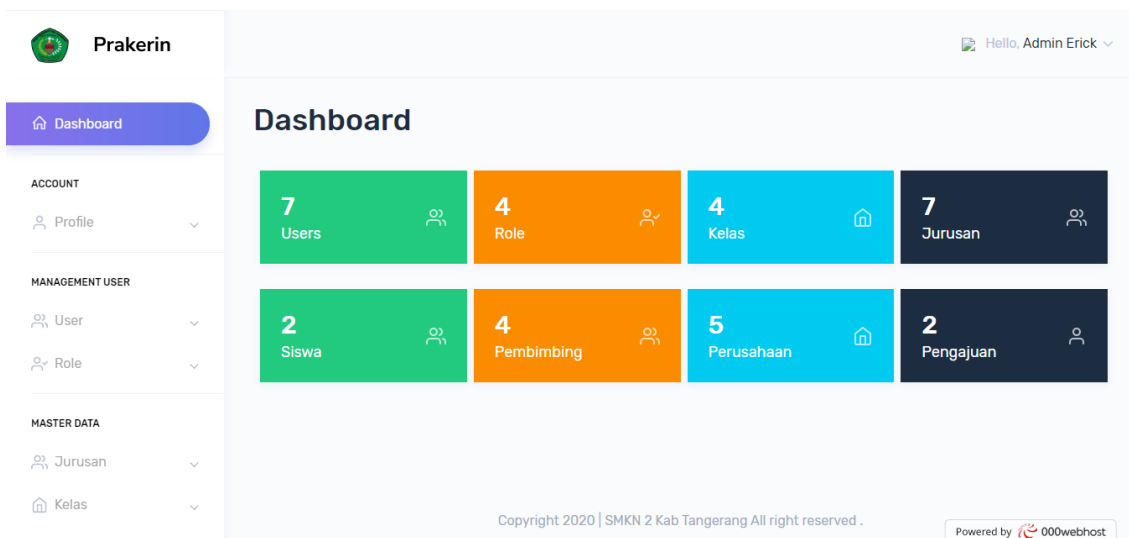 Prakerin
Hello, Admin Erick
Dashboard
Dashboard
ACCOUNT
Profile
MANAGEMENT USER
User
Role
MASTER DATA
Jurusan
Kelas
7
Users
4
Role
4
Kelas
7
Jurusan
2
Siswa
4
Pembimbing
5
Perusahaan
2
Pengajuan
Copyright 2020 | SMKN 2 Kab Tangerang All right reserved .
Powered by 000webhost